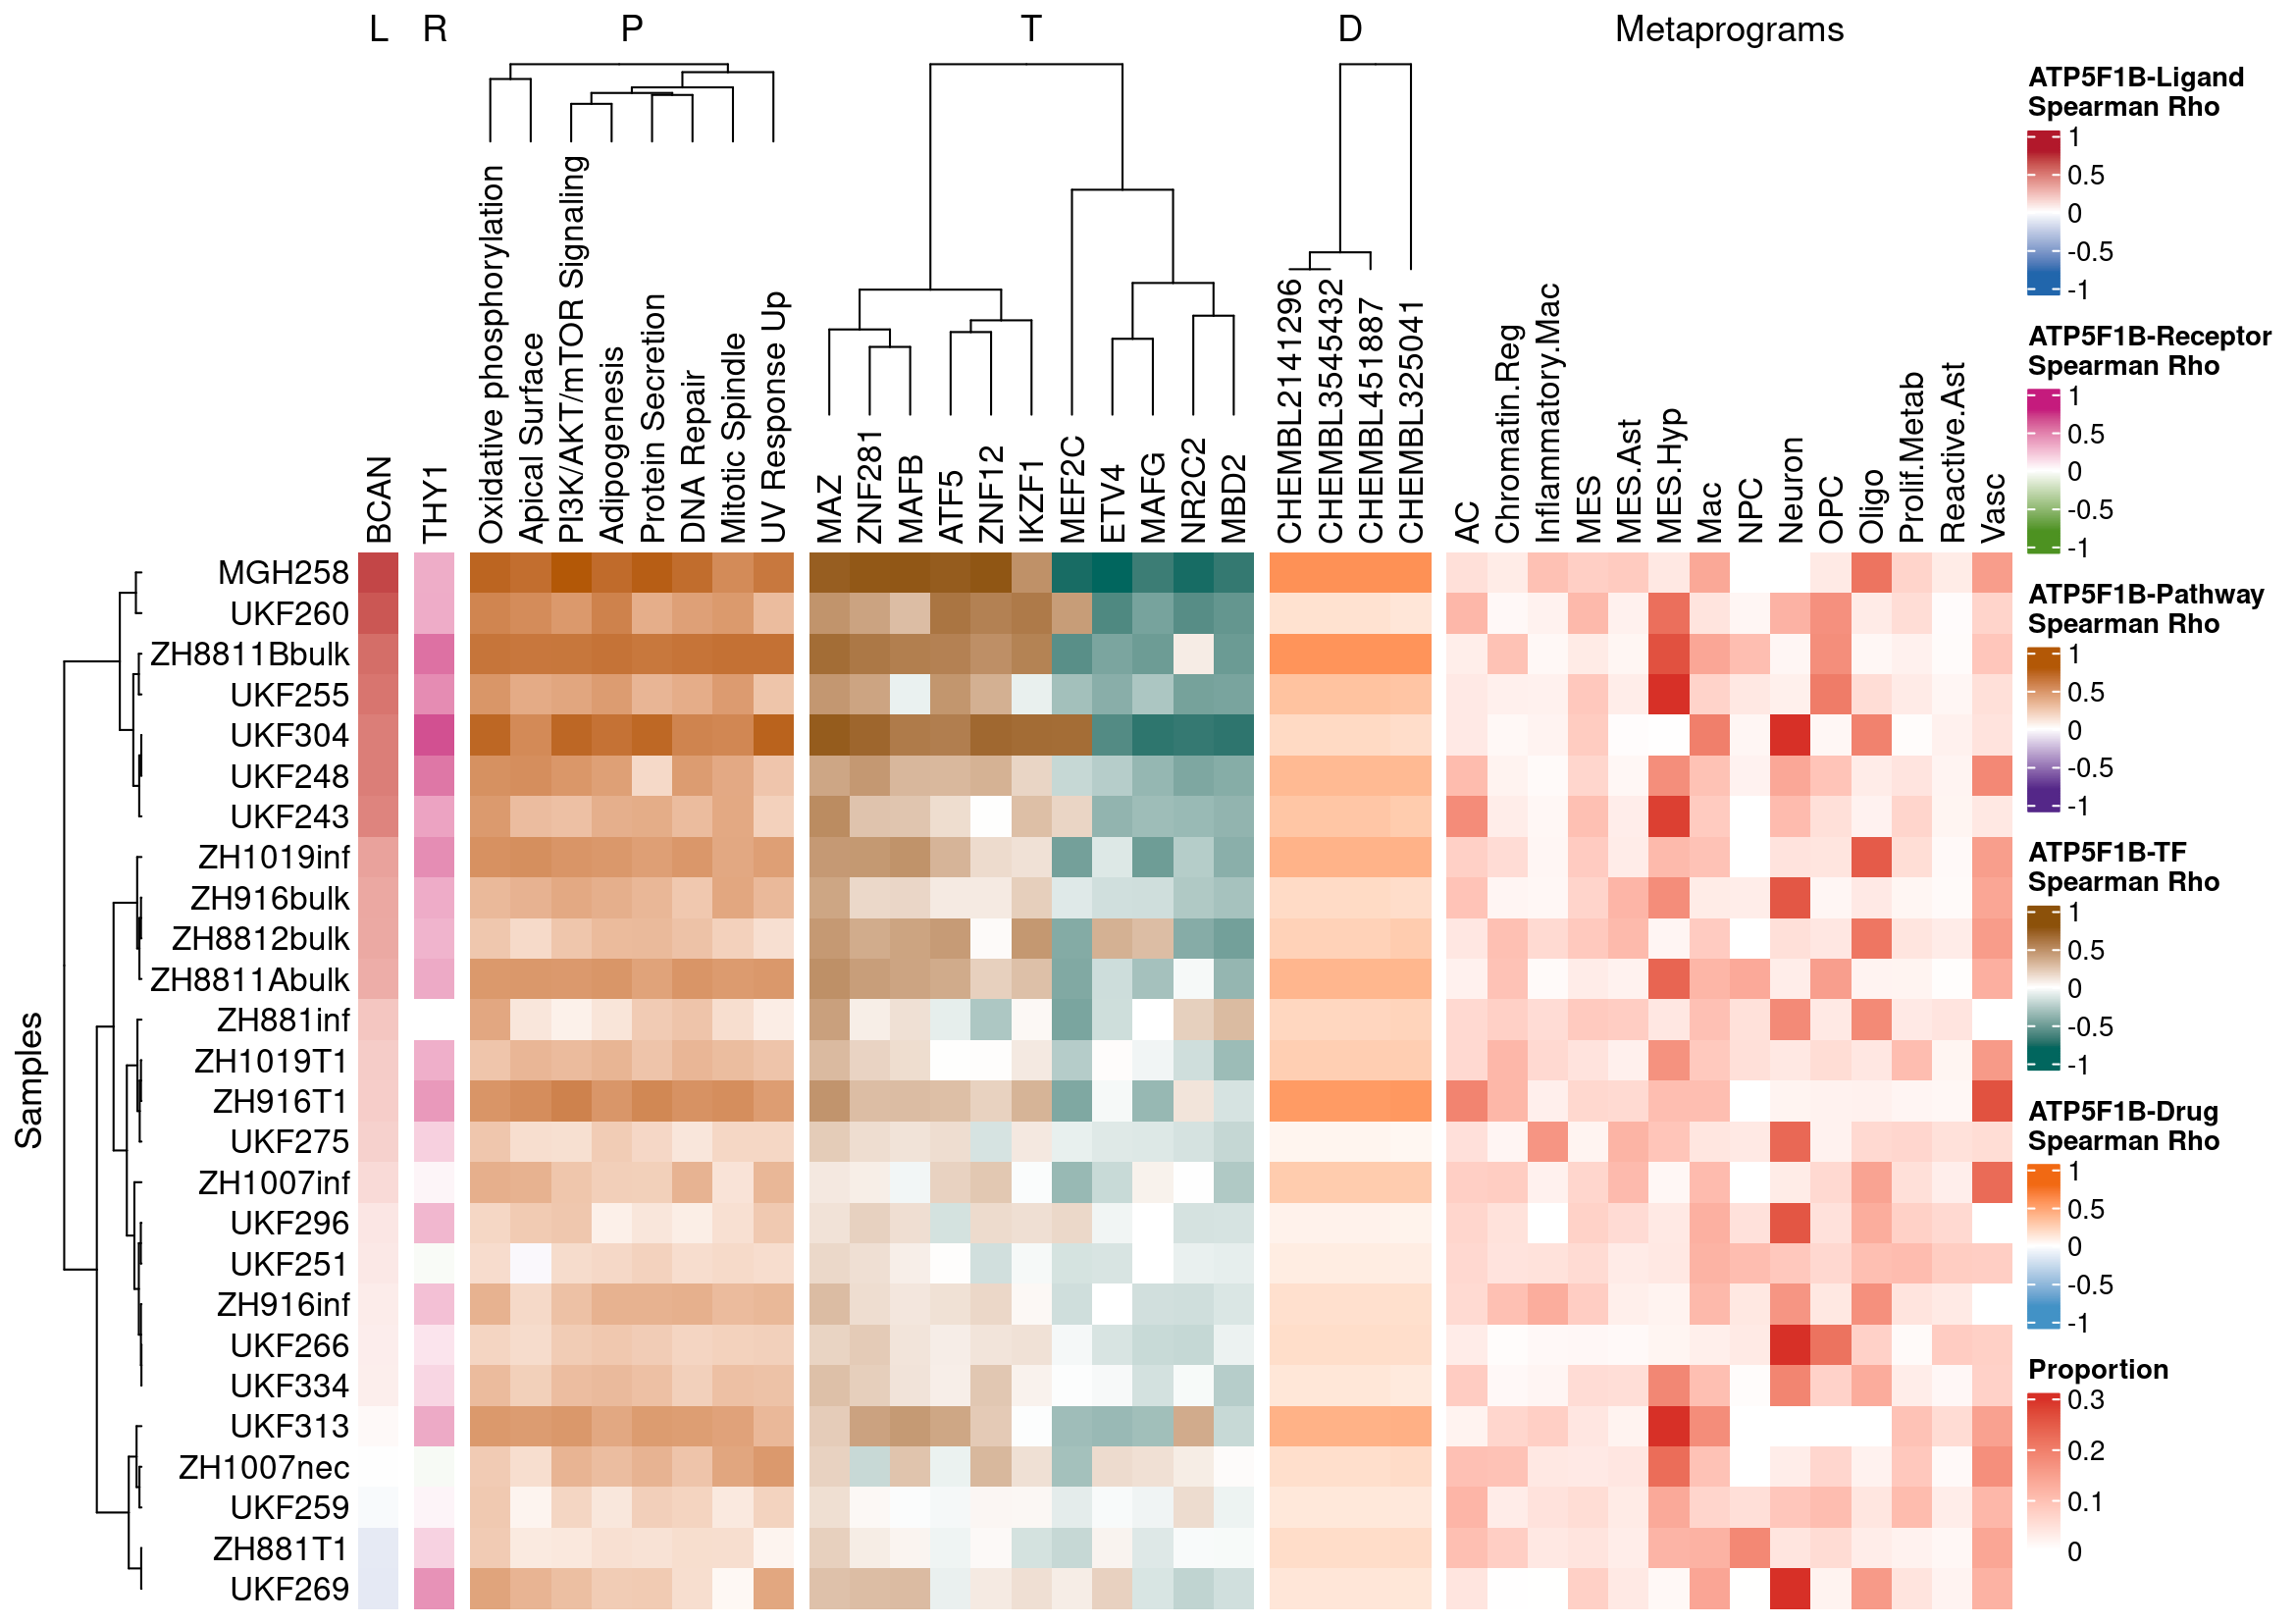 L R P T D Metaprograms
Oxidative phosphorylation
Apical Surface
PI3K/AKT/mTOR Signaling
Adipogenesis
Protein Secretion
DNA Repair
Mitotic Spindle
UV Response Up
BCAN
THY1
MAZ
ZNF281
MAFB
ATF5
ZNF12
IKZF1
MEF2C
ETV4
MAFG
NR2C2
MBD2
CHEMBL2141296
CHEMBL3545432
CHEMBL451887
CHEMBL325041
AC
Chromatin.Reg
Inflammatory.Mac
MES
MES.Ast
MES.Hyp
Mac
NPC
Neuron
OPC
Oligo
Prolif.Metab
Reactive.Ast
Vasc
Samples
MGH258
UKF260
ZH8811Bbulk
UKF255
UKF304
UKF248
UKF243
ZH1019inf
ZH916bulk
ZH8812bulk
ZH8811Abulk
ZH881inf
ZH1019T1
ZH916T1
UKF275
ZH1007inf
UKF296
UKF251
ZH916inf
UKF266
UKF334
UKF313
ZH1007nec
UKF259
ZH881T1
UKF269
ATP5F1B-Ligand
Spearman Rho
1
0.5
0
-0.5
-1
ATP5F1B-Receptor
Spearman Rho
1
0.5
0
-0.5
-1
ATP5F1B-Pathway
Spearman Rho
1
0.5
0
-0.5
-1
ATP5F1B-TF
Spearman Rho
1
0.5
0
-0.5
-1
ATP5F1B-Drug
Spearman Rho
1
0.5
0
-0.5
-1
Proportion
0.3
0.2
0.1
0